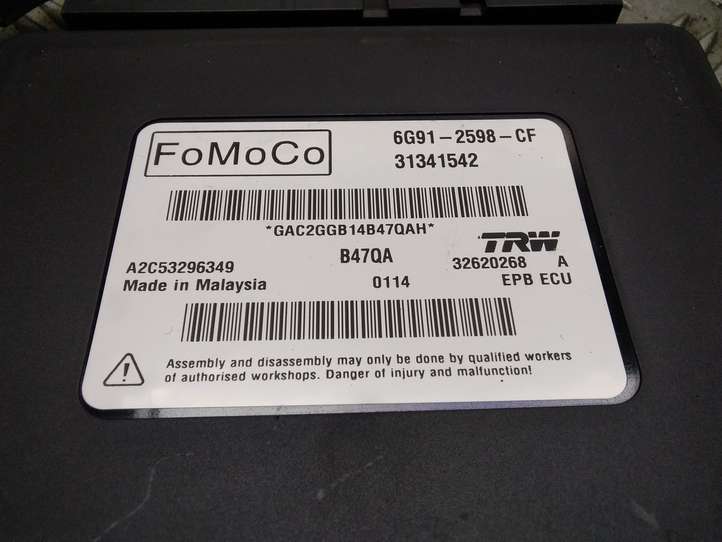 FoMoCo
6G91-2598-CF
31341542
*GAC2GGB14B47QAH*
TRW
A2C53296349
B47QA
32620268 A
Made in Malaysia
0114
EPB ECU
Assembly and disassembly may only be done by qualified workers
of authorised workshops. Danger of injury and malfunction!